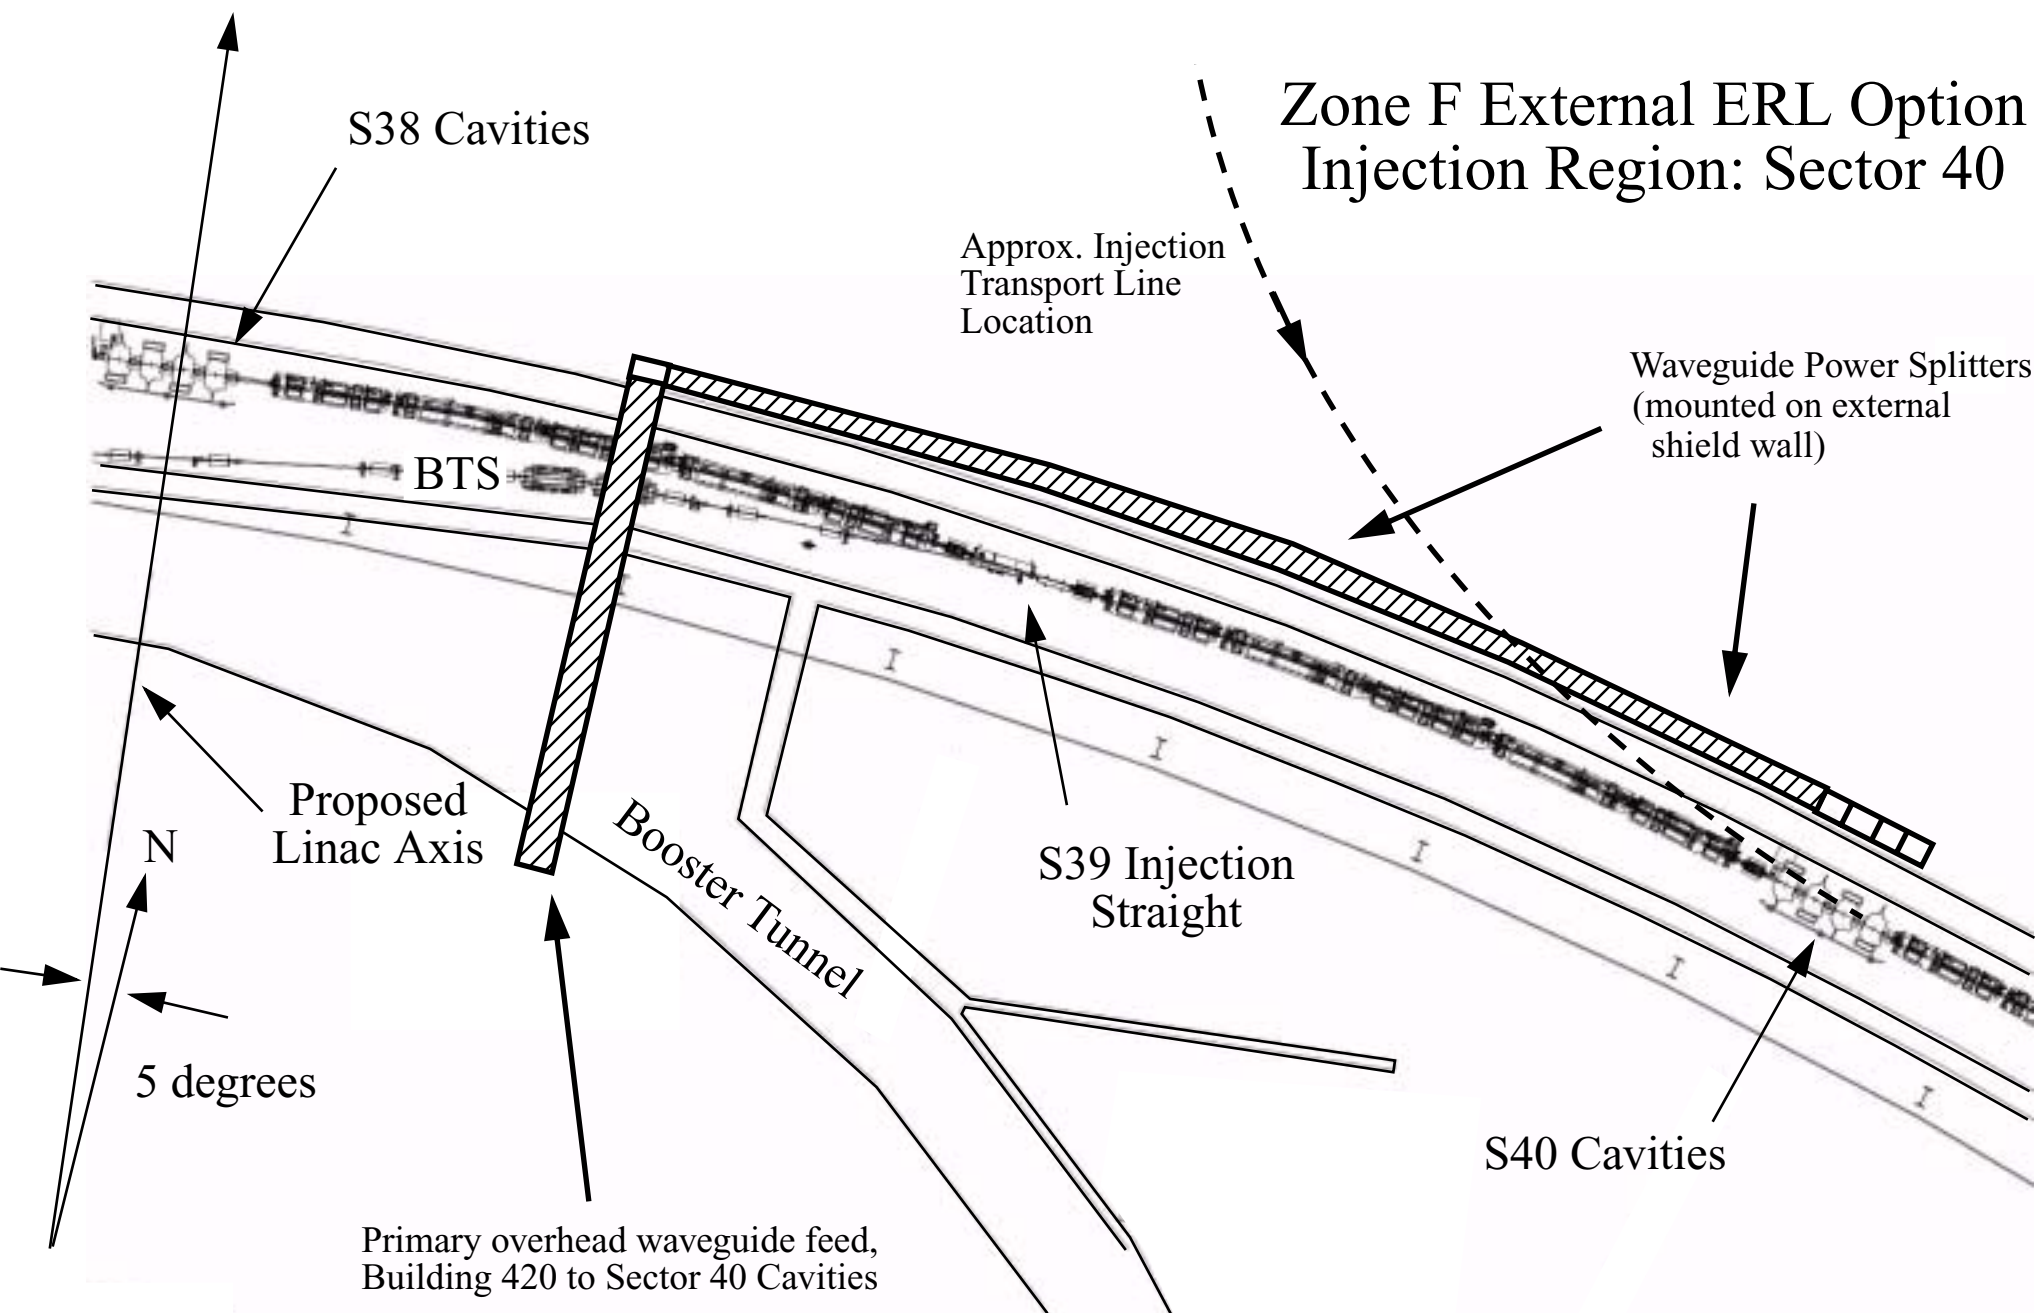 Zone F External ERL Option
Injection Region: Sector 40
S38 Cavities
Approx. Injection
Transport Line
Location
Waveguide Power Splitters
(mounted on external
shield wall)
BTS
Proposed
Linac Axis
N
Booster Tunnel
S39 Injection
Straight
5 degrees
S40 Cavities
Primary overhead waveguide feed,
Building 420 to Sector 40 Cavities